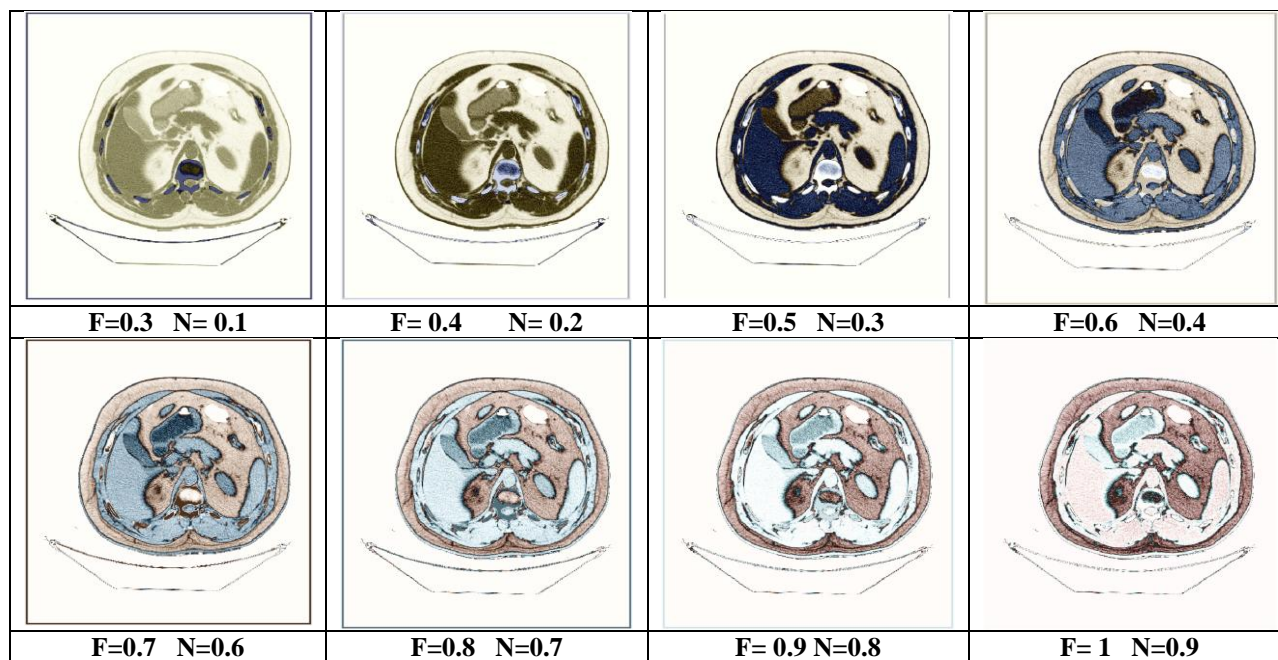 F=0.3 N= 0.1
F= 0.4 N= 0.2
F=0.5 N=0.3
F=0.6 N=0.4
F=0.7 N=0.6
F=0.8 N=0.7
F= 0.9 N=0.8
F= 1 N=0.9